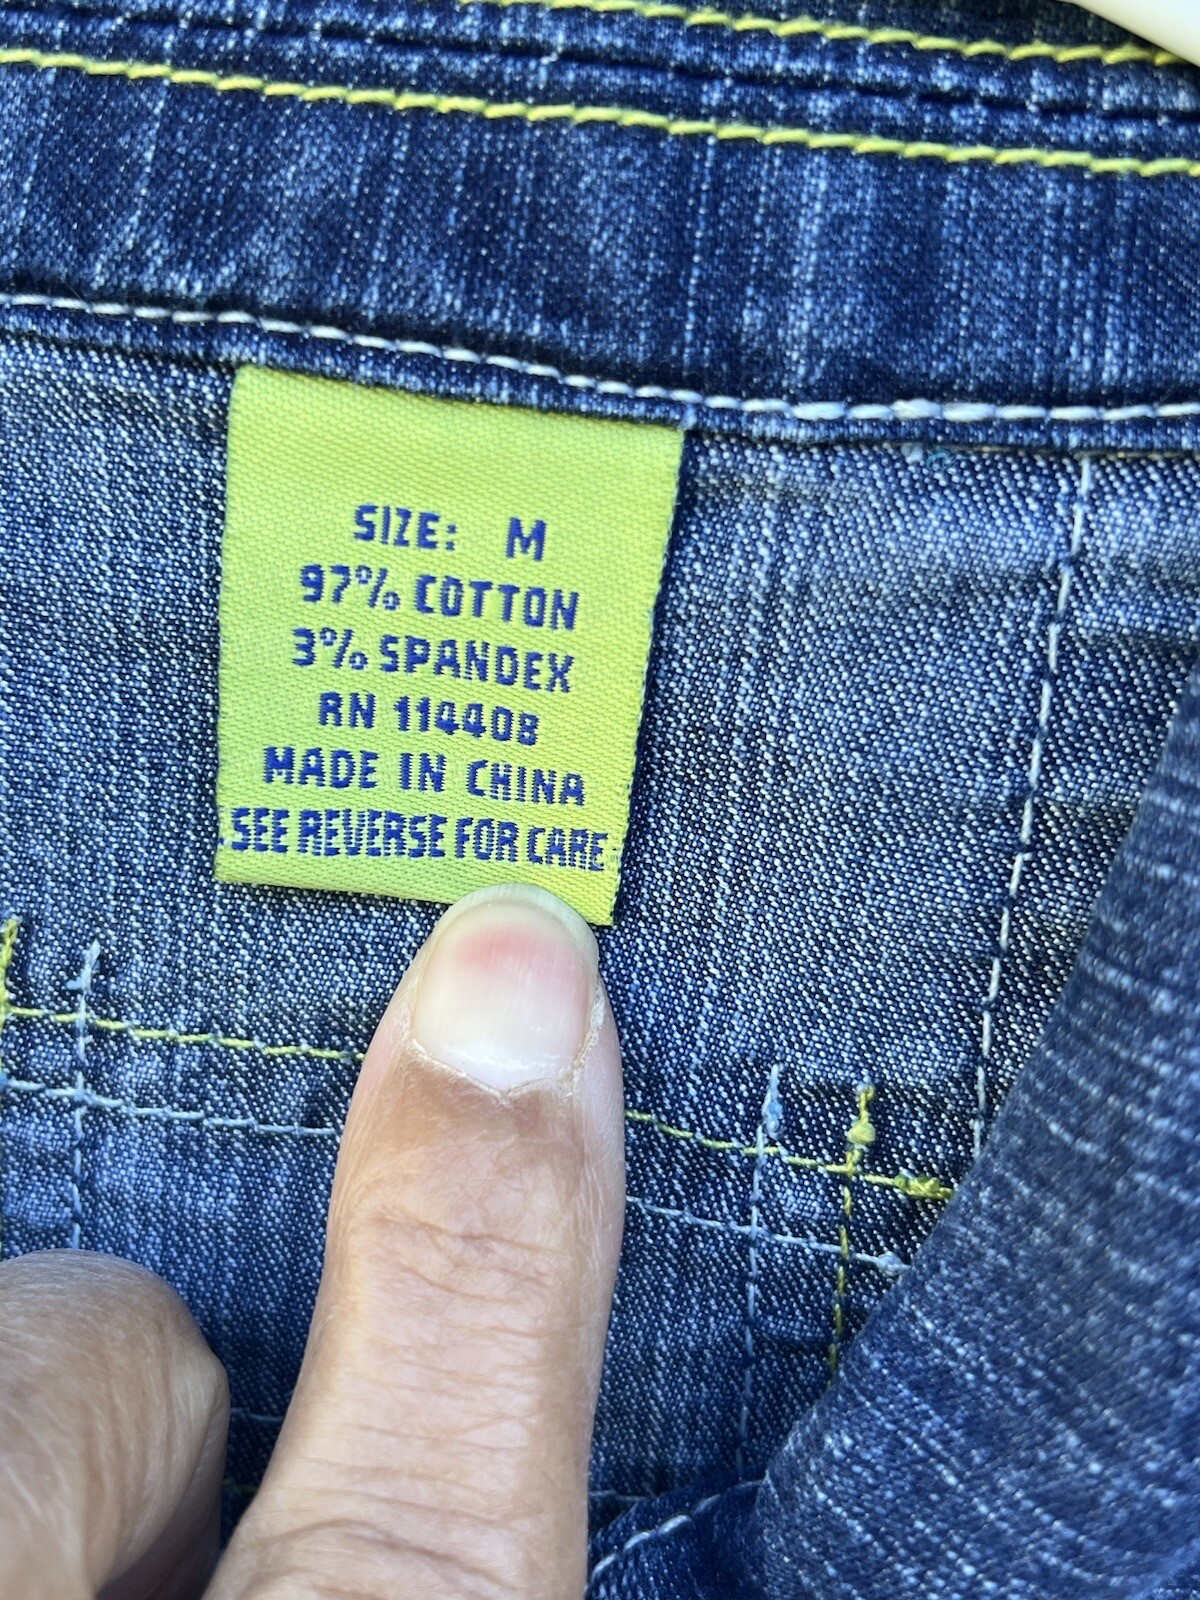 SIZE: M
97% COTTON
3% SPANDEX
RN 114408
MADE IN CHINA
SEE REVERSE FOR CARE